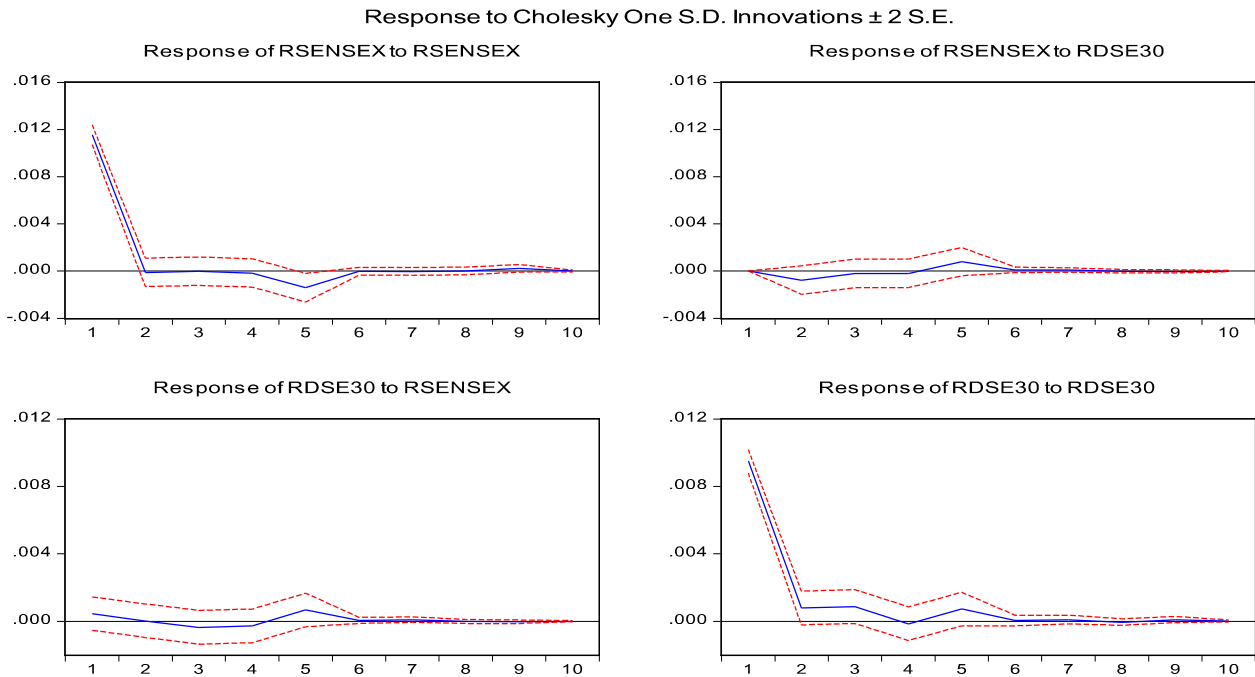 Response to Cholesky One S.D. Innovations ± 2 S.E.
Response of RSENSEX to RSENSEX
.016
.012
.008
.004
.000
-.004
1 2 3 4 5 6 7 8 9 10
Response of RSENSEX to RDSE30
.016
.012
.008
.004
.000
-.004
1 2 3 4 5 6 7 8 9 10
Response of RDSE30 to RSENSEX
.012
.008
.004
.000
1 2 3 4 5 6 7 8 9 10
Response of RDSE30 to RDSE30
.012
.008
.004
.000
1 2 3 4 5 6 7 8 9 10